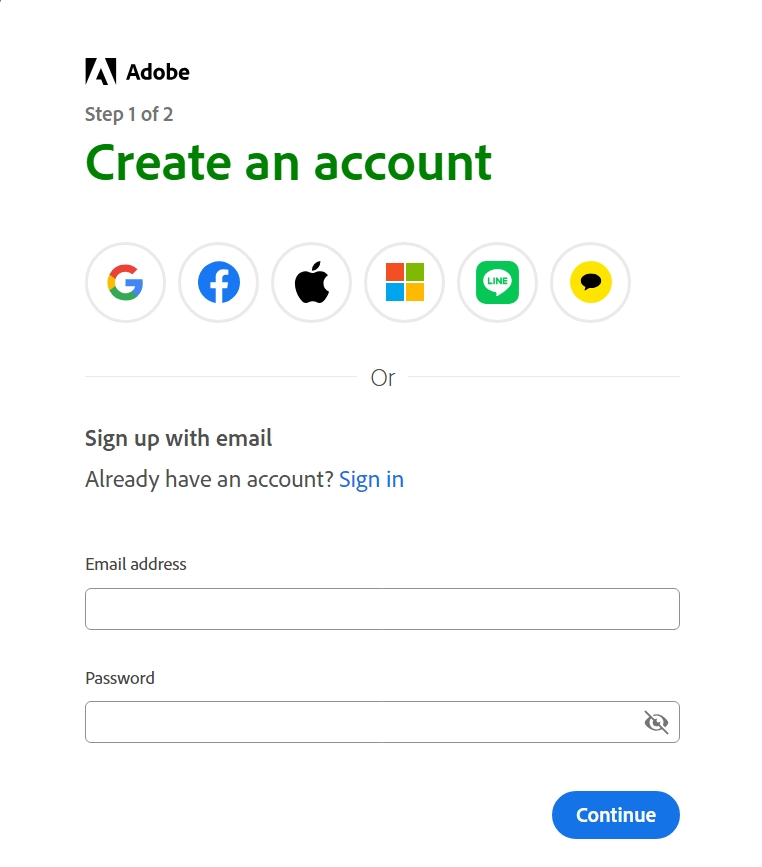 Adobe
Step 1 of 2
Create an account
LINE
Or
Sign up with email
Already have an account? Sign in
Email address
Password
Continue